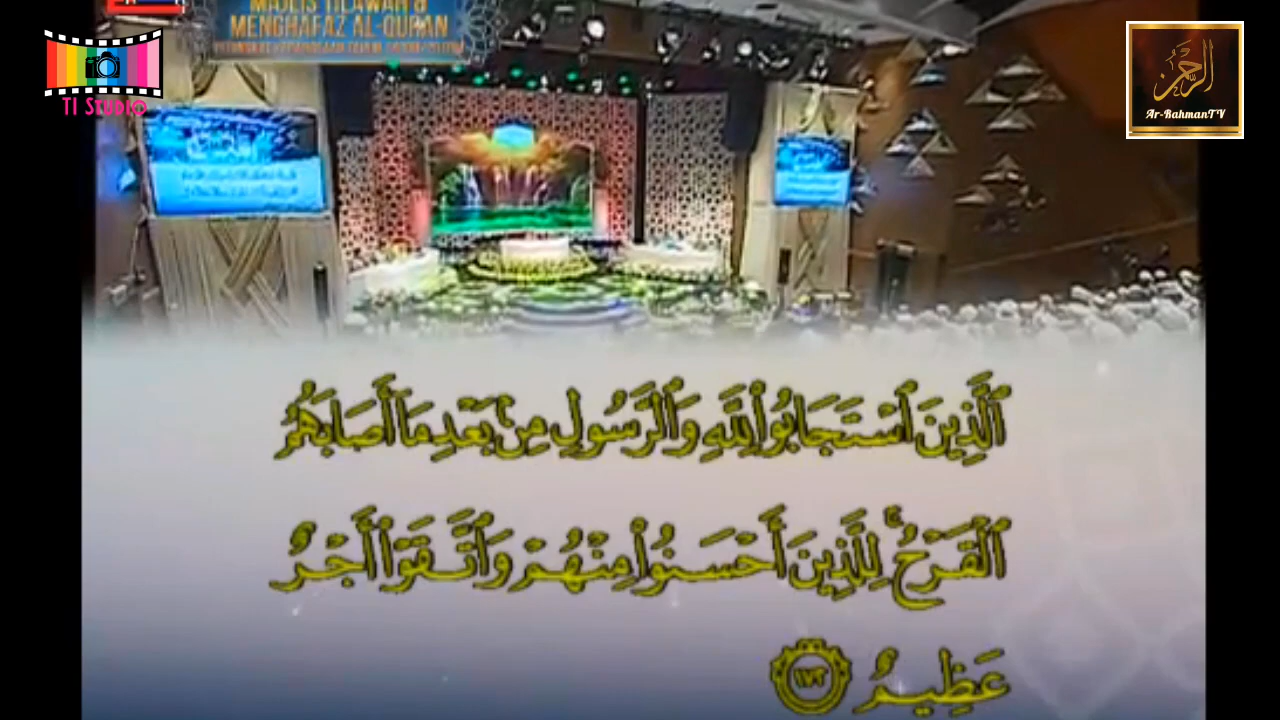 MAJLIS TILAWAH &
MENGHAFAZ AL-QURAN
TI STUDIO
الرحمن
Ar-RahmanTV
ٱلَّذِينَ ٱسْتَجَابُوا۟ لِلَّهِ وَٱلرَّسُولِ مِنۢ بَعْدِ مَآ أَصَابَهُمُ
ٱلْقَرْحُ ۚ لِلَّذِينَ أَحْسَنُوا۟ مِنْهُمْ وَٱتَّقَوْا۟ أَجْرٌ
عَظِيمٌ ١٧٢